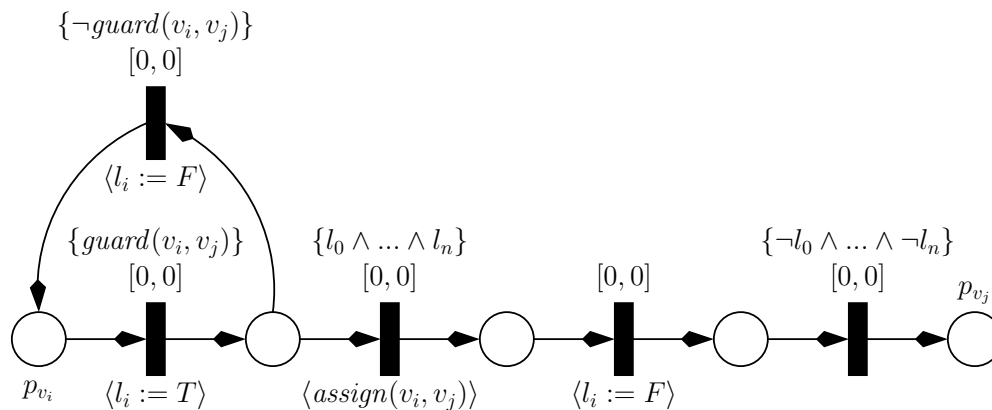 {¬guard(v_i, v_j)}
[0, 0]
⟨l_i := F⟩
{guard(v_i, v_j)}
[0, 0]
⟨l_i := T⟩
{l_0 ∧ ... ∧ l_n}
[0, 0]
⟨assign(v_i, v_j)⟩
[0, 0]
⟨l_i := F⟩
{¬l_0 ∧ ... ∧ ¬l_n}
[0, 0]
p_{v_i}
p_{v_j}